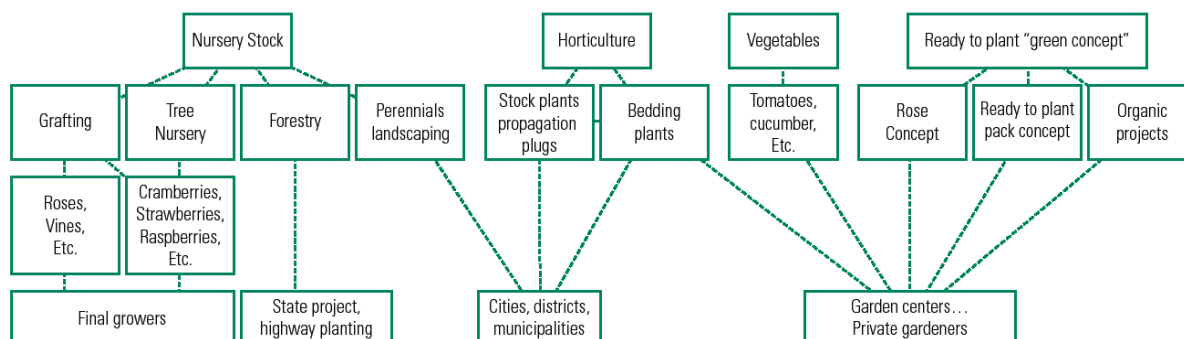 Nursery Stock
Horticulture
Vegetables
Ready to plant “green concept”
Grafting
Tree
Nursery
Forestry
Perennials
landscaping
Stock plants
propagation
plugs
Bedding
plants
Tomatoes,
cucumber,
Etc.
Rose
Concept
Ready to plant
pack concept
Organic
projects
Roses,
Vines,
Etc.
Cramberries,
Strawberries,
Raspberries,
Etc.
Final growers
State project,
highway planting
Cities, districts,
municipalities
Garden centers…
Private gardeners